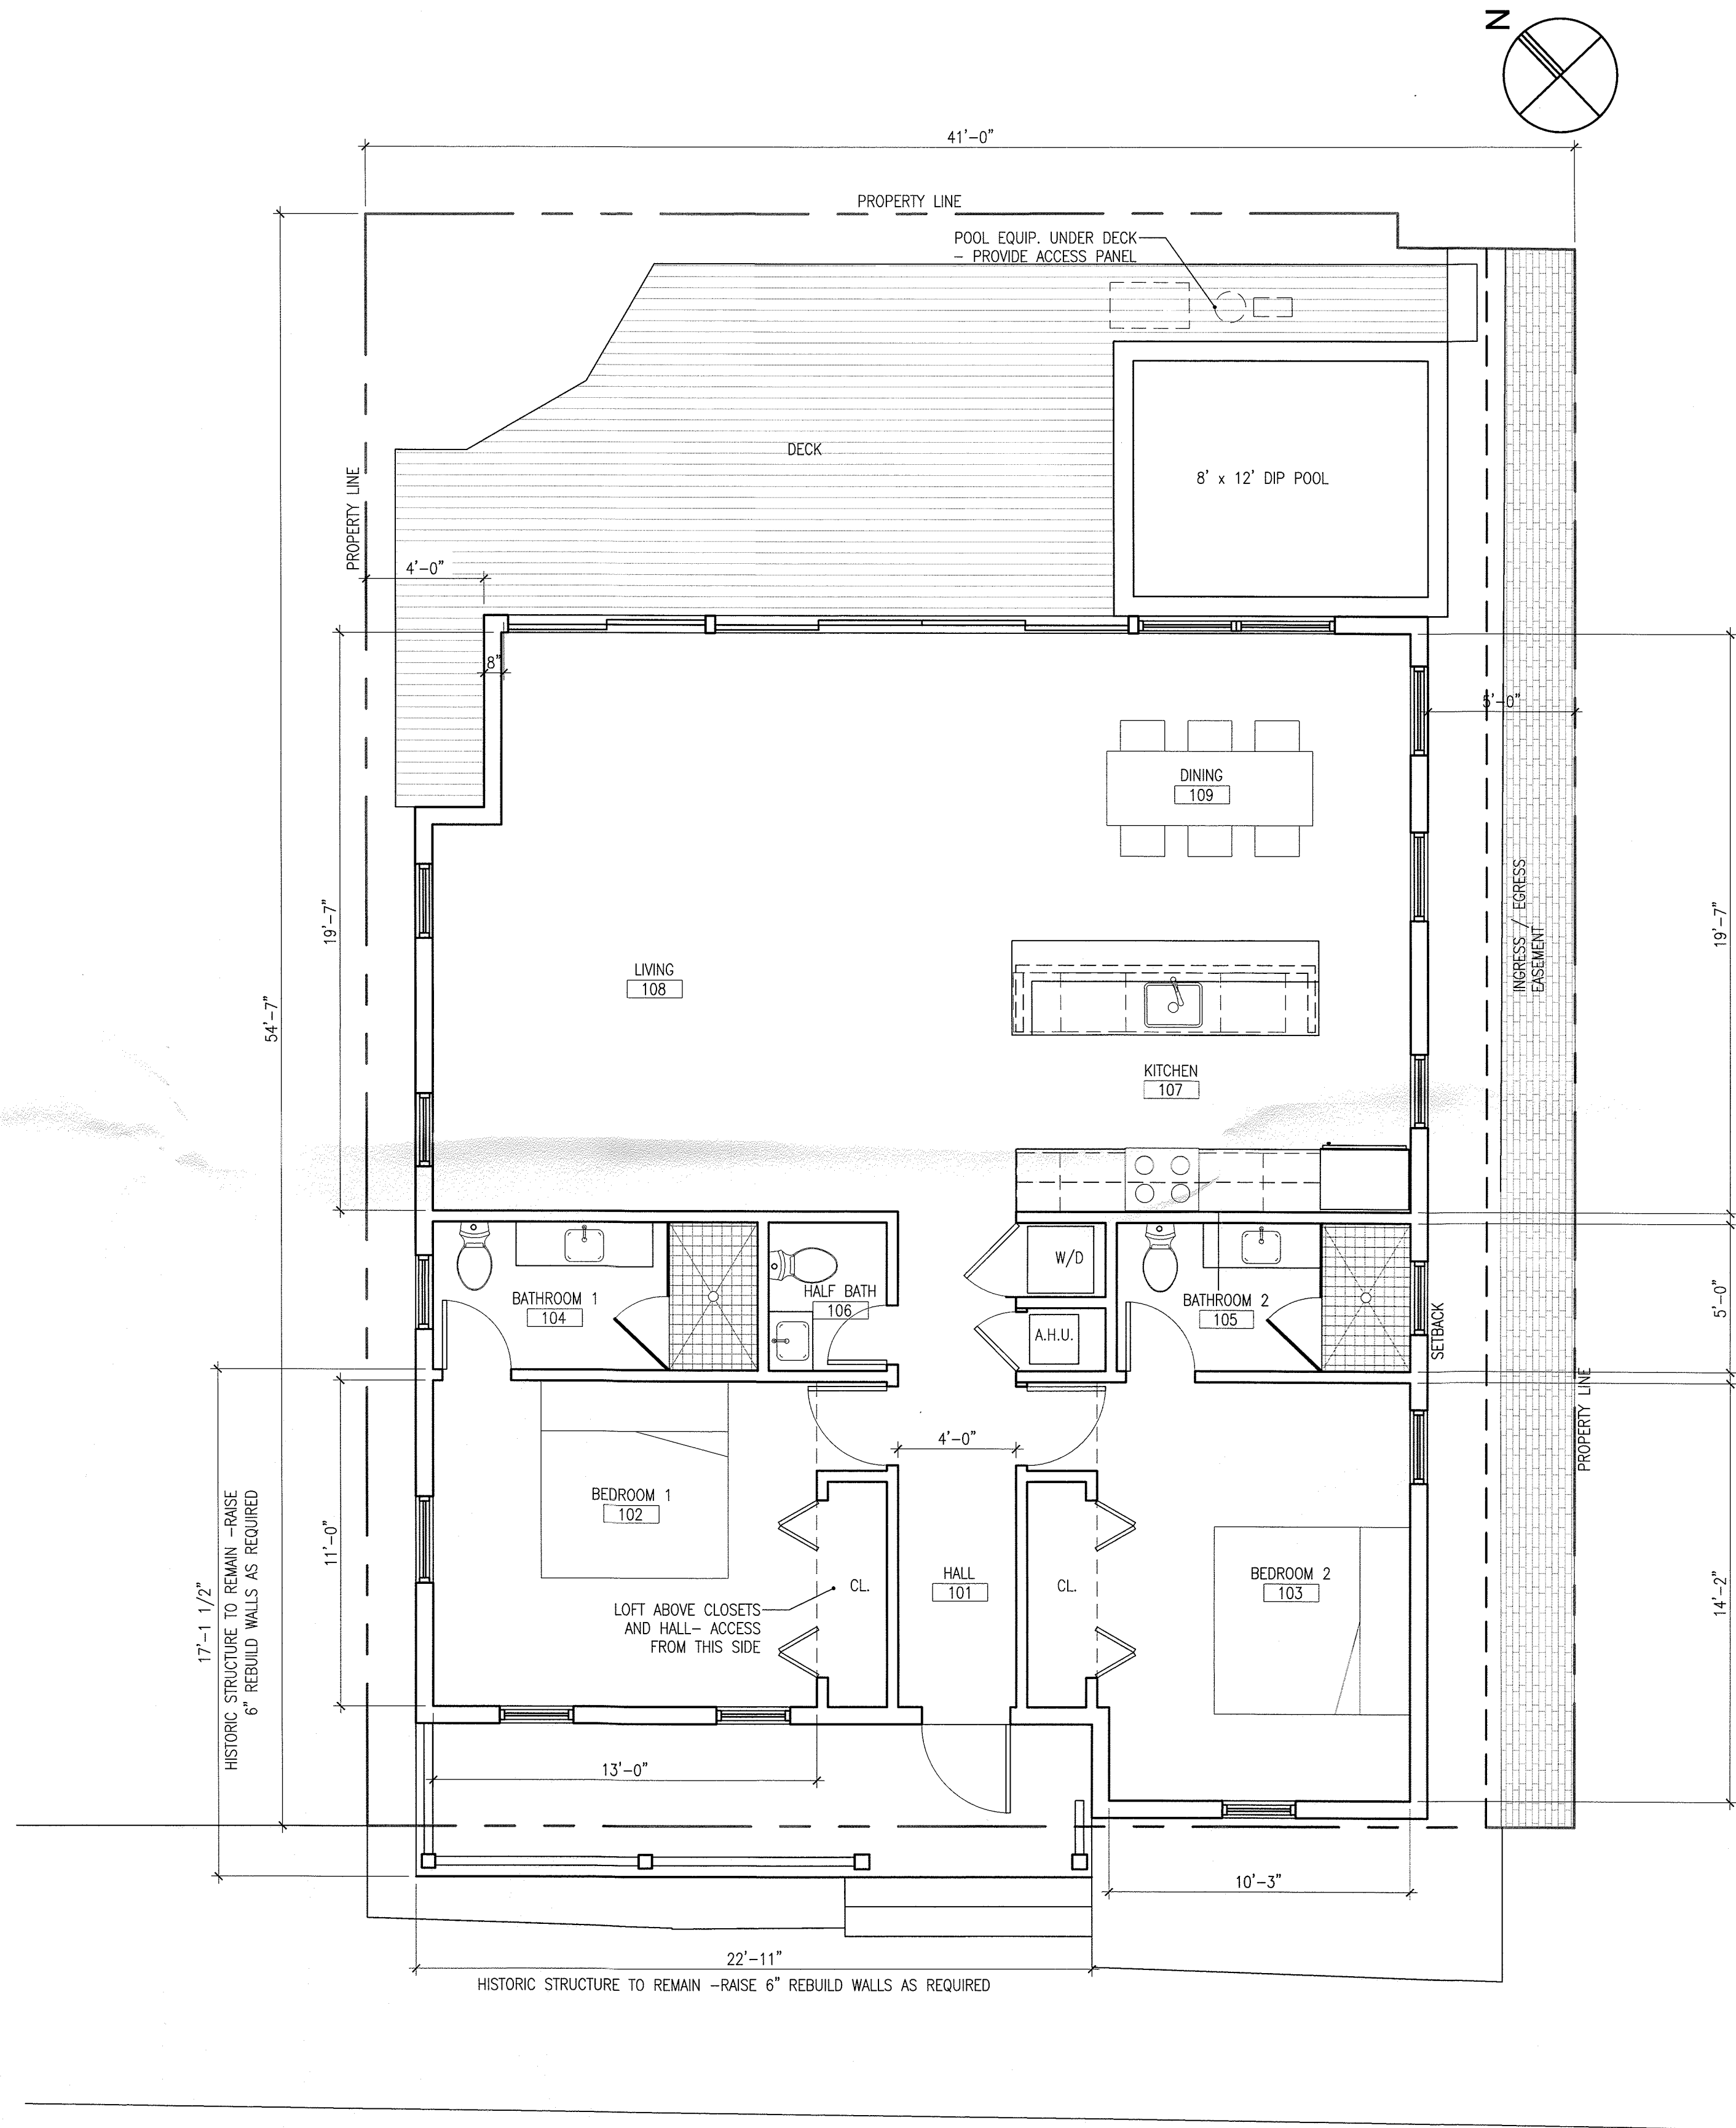 N
41'-0"
PROPERTY LINE
POOL EQUIP. UNDER DECK
- PROVIDE ACCESS PANEL
DECK
8' x 12' DIP POOL
PROPERTY LINE
4'-0"
8"
5'-0"
DINING
109
19'-7"
19'-7"
INGRESS / EGRESS
EASEMENT
LIVING
108
54'-7"
KITCHEN
107
W/D
HALF BATH
106
BATHROOM 1
104
BATHROOM 2
105
A.H.U.
5'-0"
SETBACK
PROPERTY LINE
4'-0"
BEDROOM 1
102
11'-0"
17'-1 1/2"
HISTORIC STRUCTURE TO REMAIN -RAISE
6" REBUILD WALLS AS REQUIRED
CL.
HALL
101
CL.
BEDROOM 2
103
14'-2"
LOFT ABOVE CLOSETS
AND HALL- ACCESS
FROM THIS SIDE
13'-0"
10'-3"
22'-11"
HISTORIC STRUCTURE TO REMAIN -RAISE 6" REBUILD WALLS AS REQUIRED